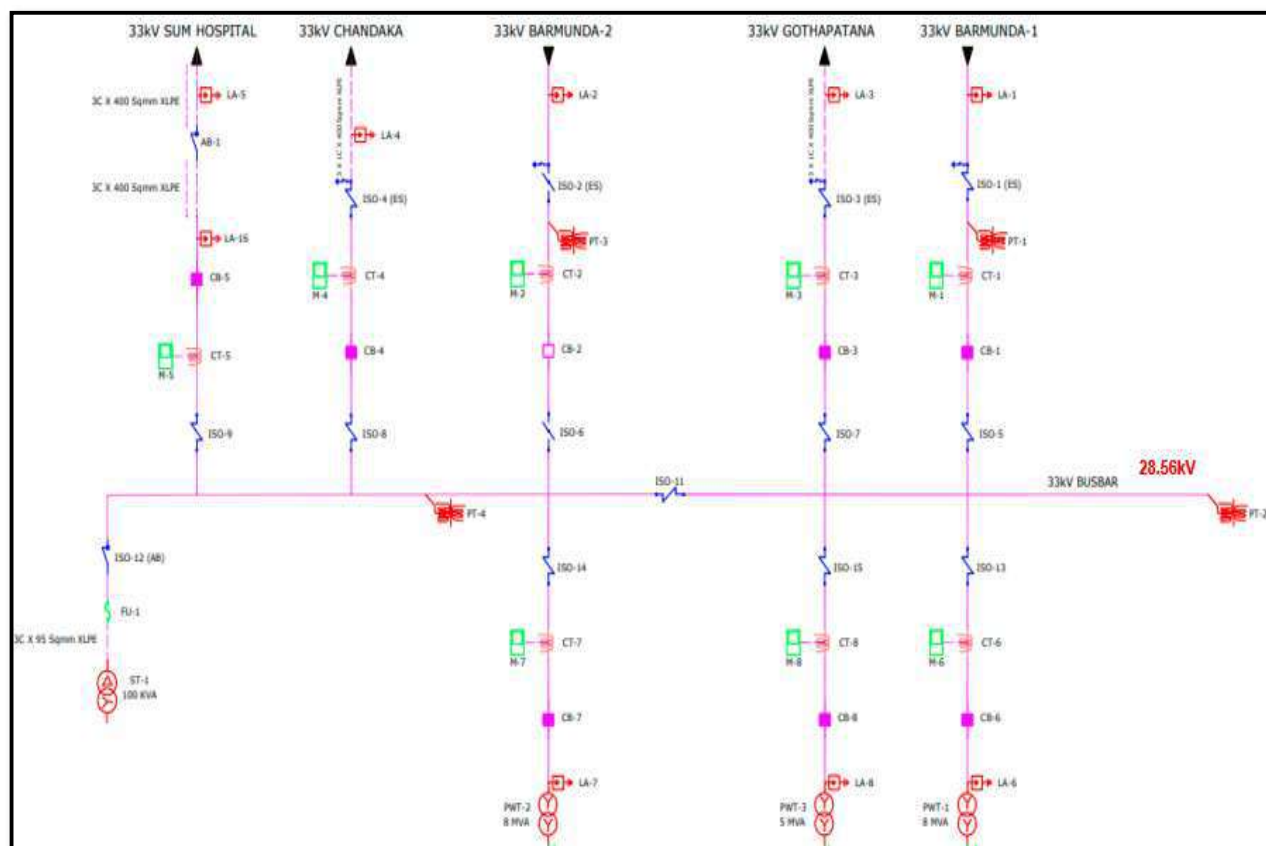 33kV SUM HOSPITAL
33kV CHANDAKA
33kV BARMUNDA-2
33kV GOTHAPATANA
33kV BARMUNDA-1
3C X 400 Sqmm XLPE
LA-5
3 X 1C X 400 Sqmm XLPE
LA-2
LA-3
LA-1
AB-1
LA-4
3C X 400 Sqmm XLPE
ISO-4 (ES)
ISO-2 (ES)
ISO-3 (ES)
ISO-1 (ES)
LA-16
PT-3
PT-1
CB-5
M-4
CT-4
M-2
CT-2
M-3
CT-3
M-1
CT-1
M-5
CT-5
CB-4
CB-2
CB-3
CB-1
ISO-9
ISO-8
ISO-6
ISO-7
ISO-5
28.56kV
ISO-11
33kV BUSBAR
PT-4
PT-2
ISO-12 (AB)
ISO-14
ISO-15
ISO-13
FU-1
3C X 95 Sqmm XLPE
M-7
CT-7
M-8
CT-8
M-6
CT-6
ST-1
100 KVA
CB-7
CB-8
CB-6
LA-7
LA-8
LA-6
PWT-2
8 MVA
PWT-3
5 MVA
PWT-1
8 MVA